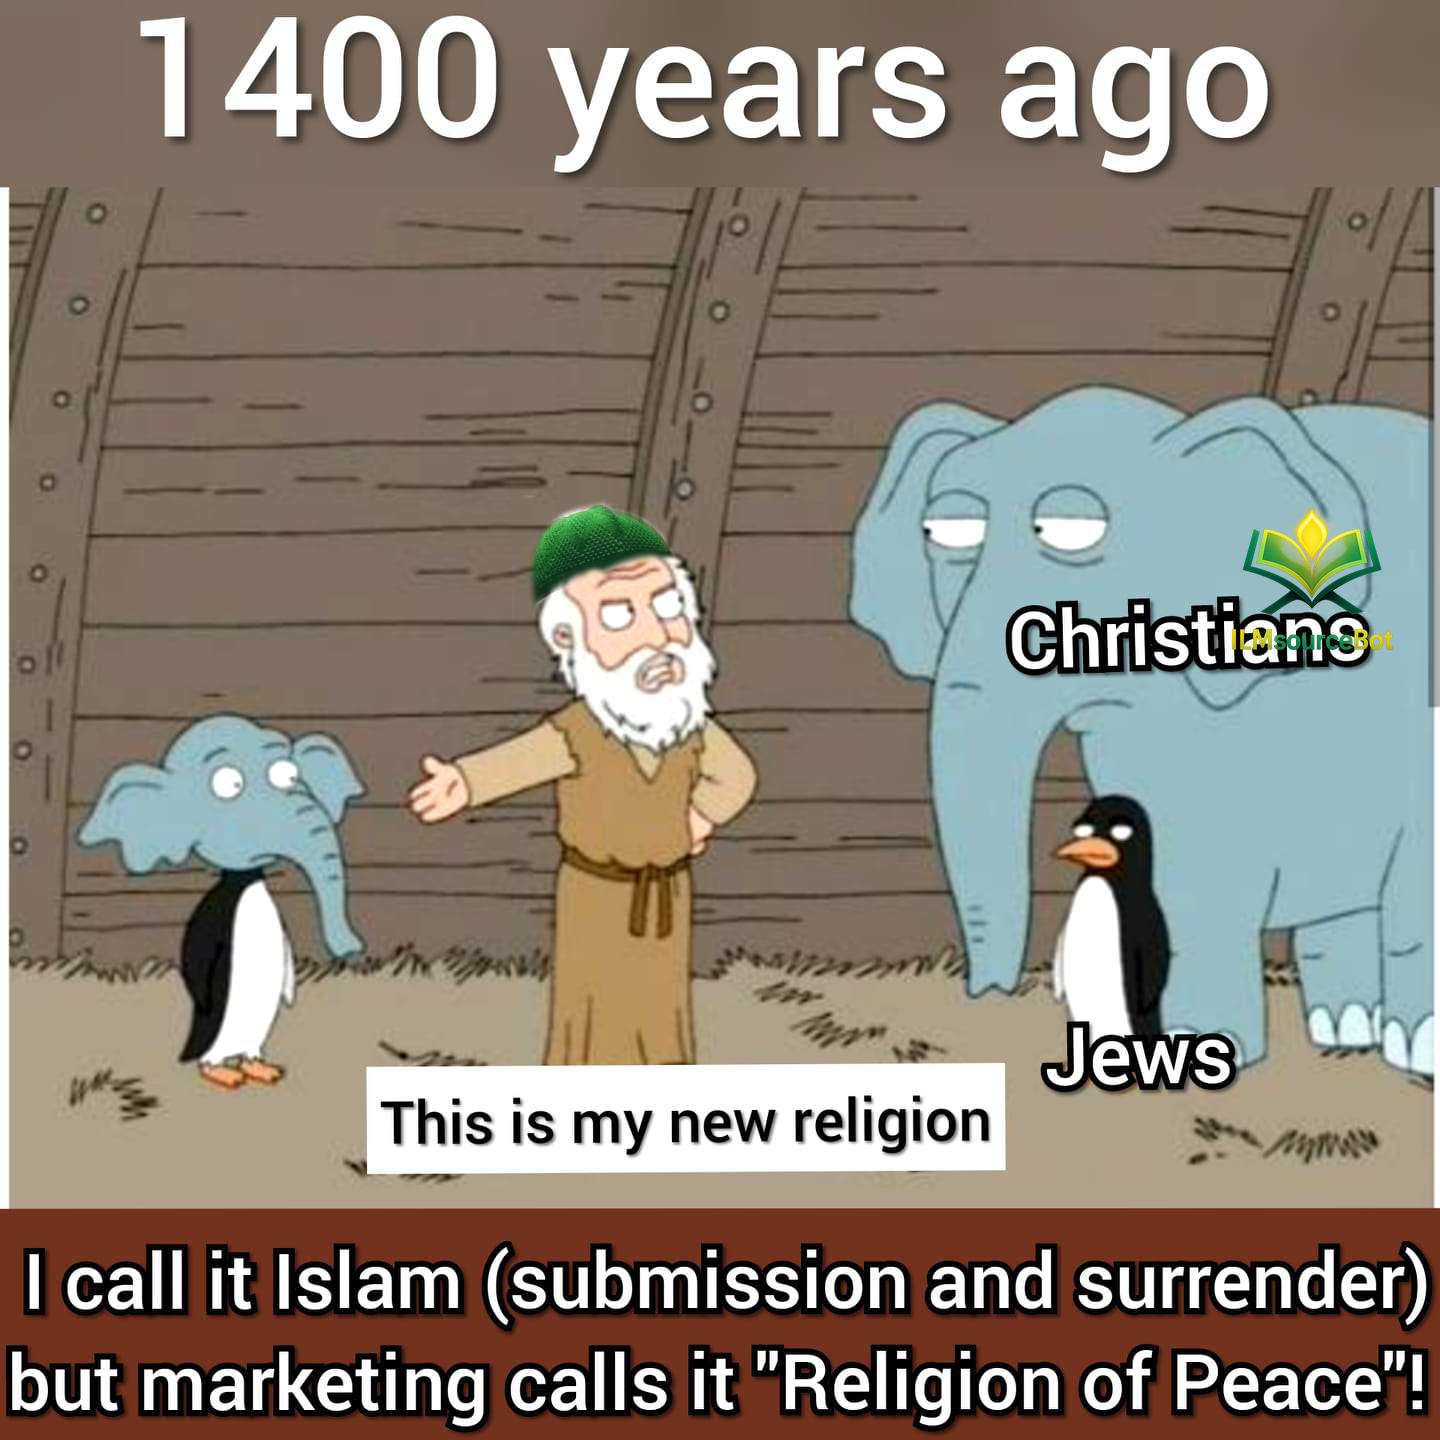 1400 years ago
Christians
ILMsourceBot
Jews
This is my new religion
I call it Islam (submission and surrender)
but marketing calls it "Religion of Peace"!